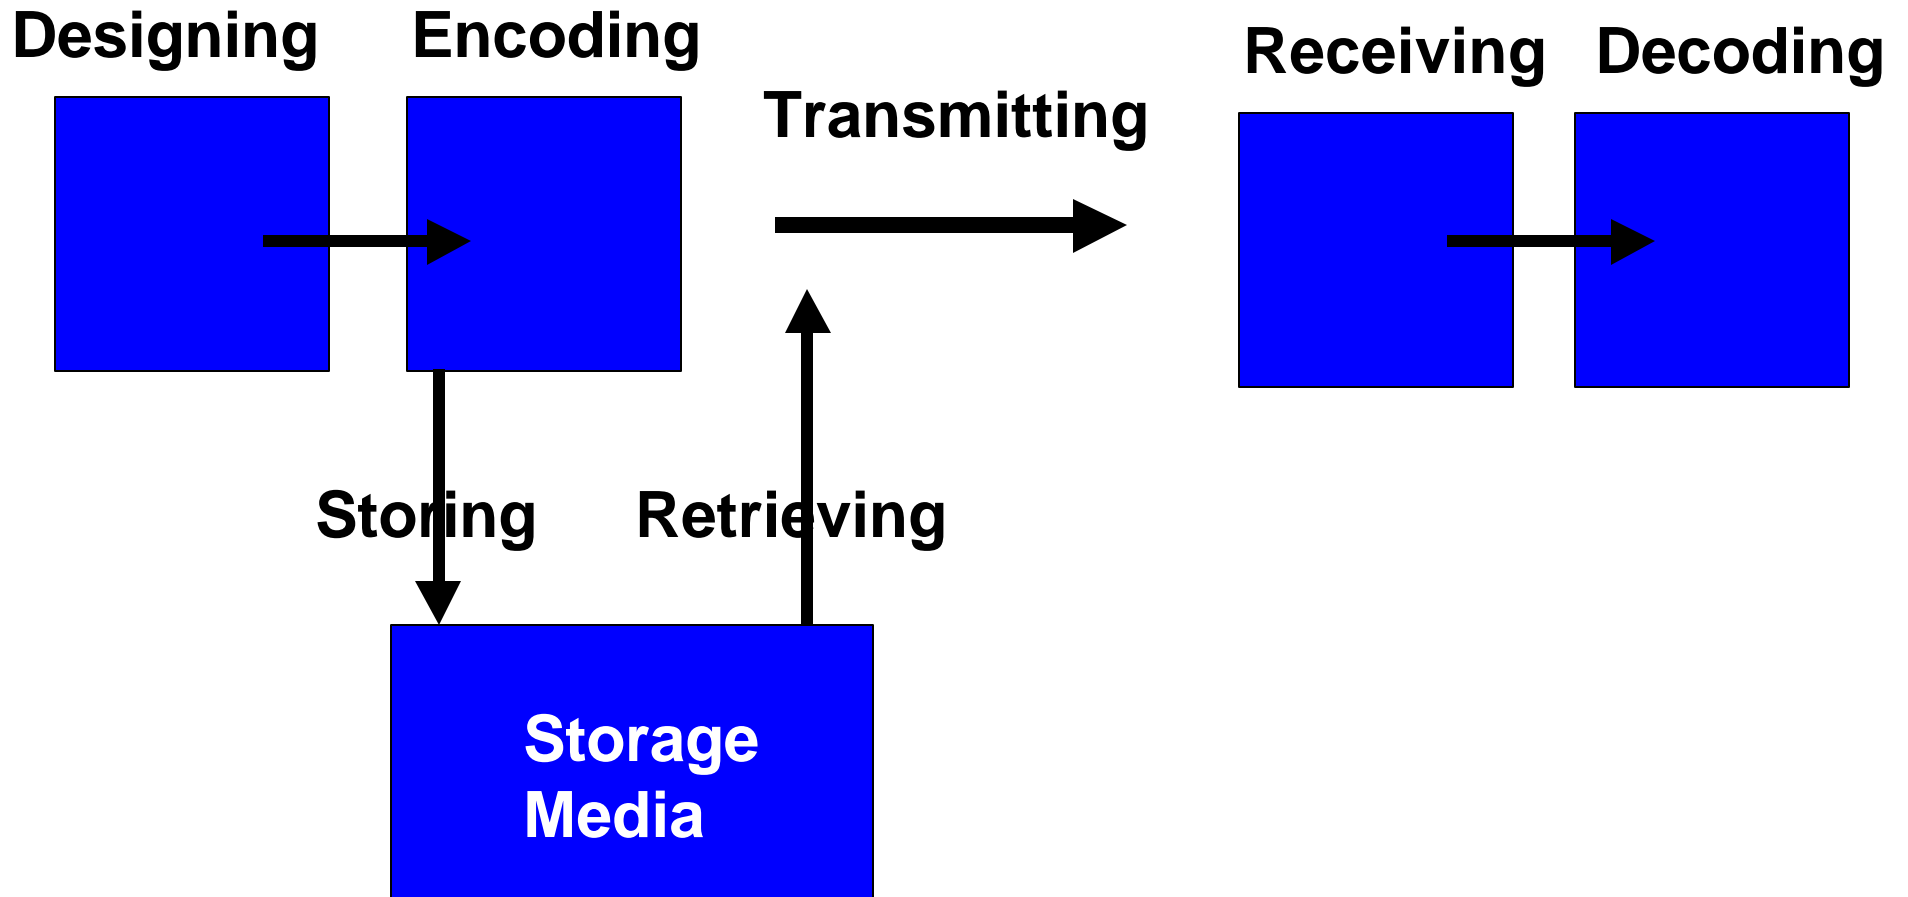 Designing
Encoding
Transmitting
Receiving
Decoding
Storing
Retrieving
Storage
Media